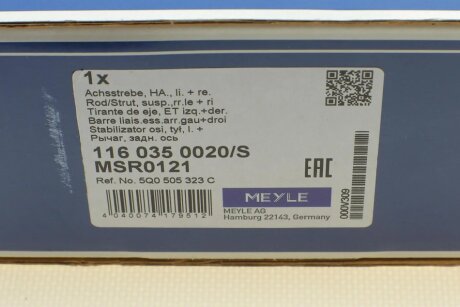 1x
Achsstrebe, HA., li. + re.
Rod/Strut, susp.,rr.le + ri
Tirante de eje, ET izq.+der.
Barre liais.ess.arr.gau+droi
Stabilizator osi, tył, l. +
Рычаг, задн. ось
116 035 0020/S
MSR0121
Ref. No. 5Q0 505 323 C
4 040074 179512
EAC
MEYLE
MEYLE AG
Hamburg 22143, Germany
000V309